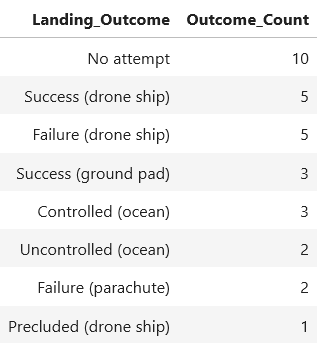 Landing_Outcome Outcome_Count
No attempt 10
Success (drone ship) 5
Failure (drone ship) 5
Success (ground pad) 3
Controlled (ocean) 3
Uncontrolled (ocean) 2
Failure (parachute) 2
Precluded (drone ship) 1